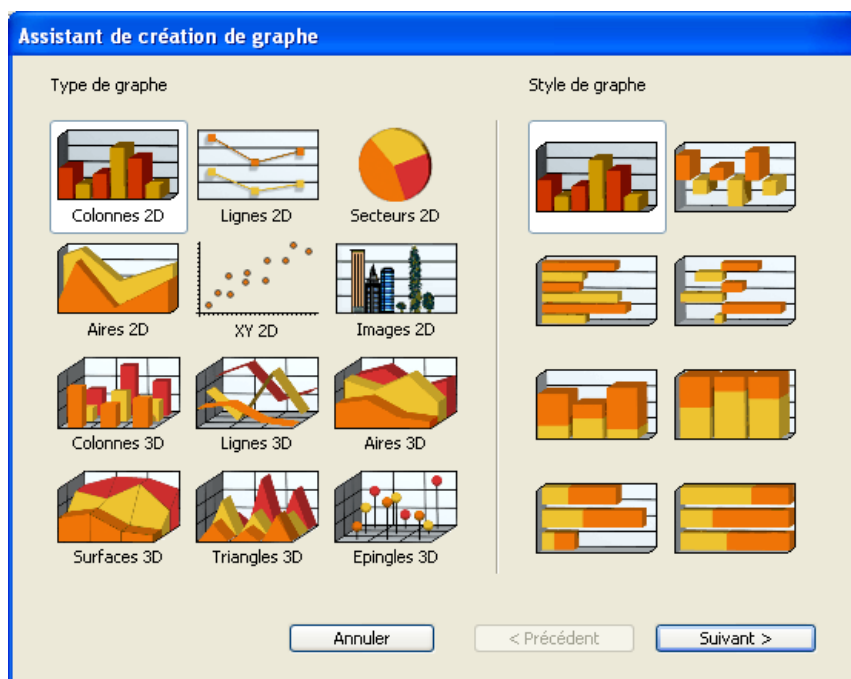 Assistant de création de graphe
Type de graphe
Style de graphe
Colonnes 2D
Lignes 2D
Secteurs 2D
Aires 2D
XY 2D
Images 2D
Colonnes 3D
Lignes 3D
Aires 3D
Surfaces 3D
Triangles 3D
Epingles 3D
Annuler
< Précédent
Suivant >